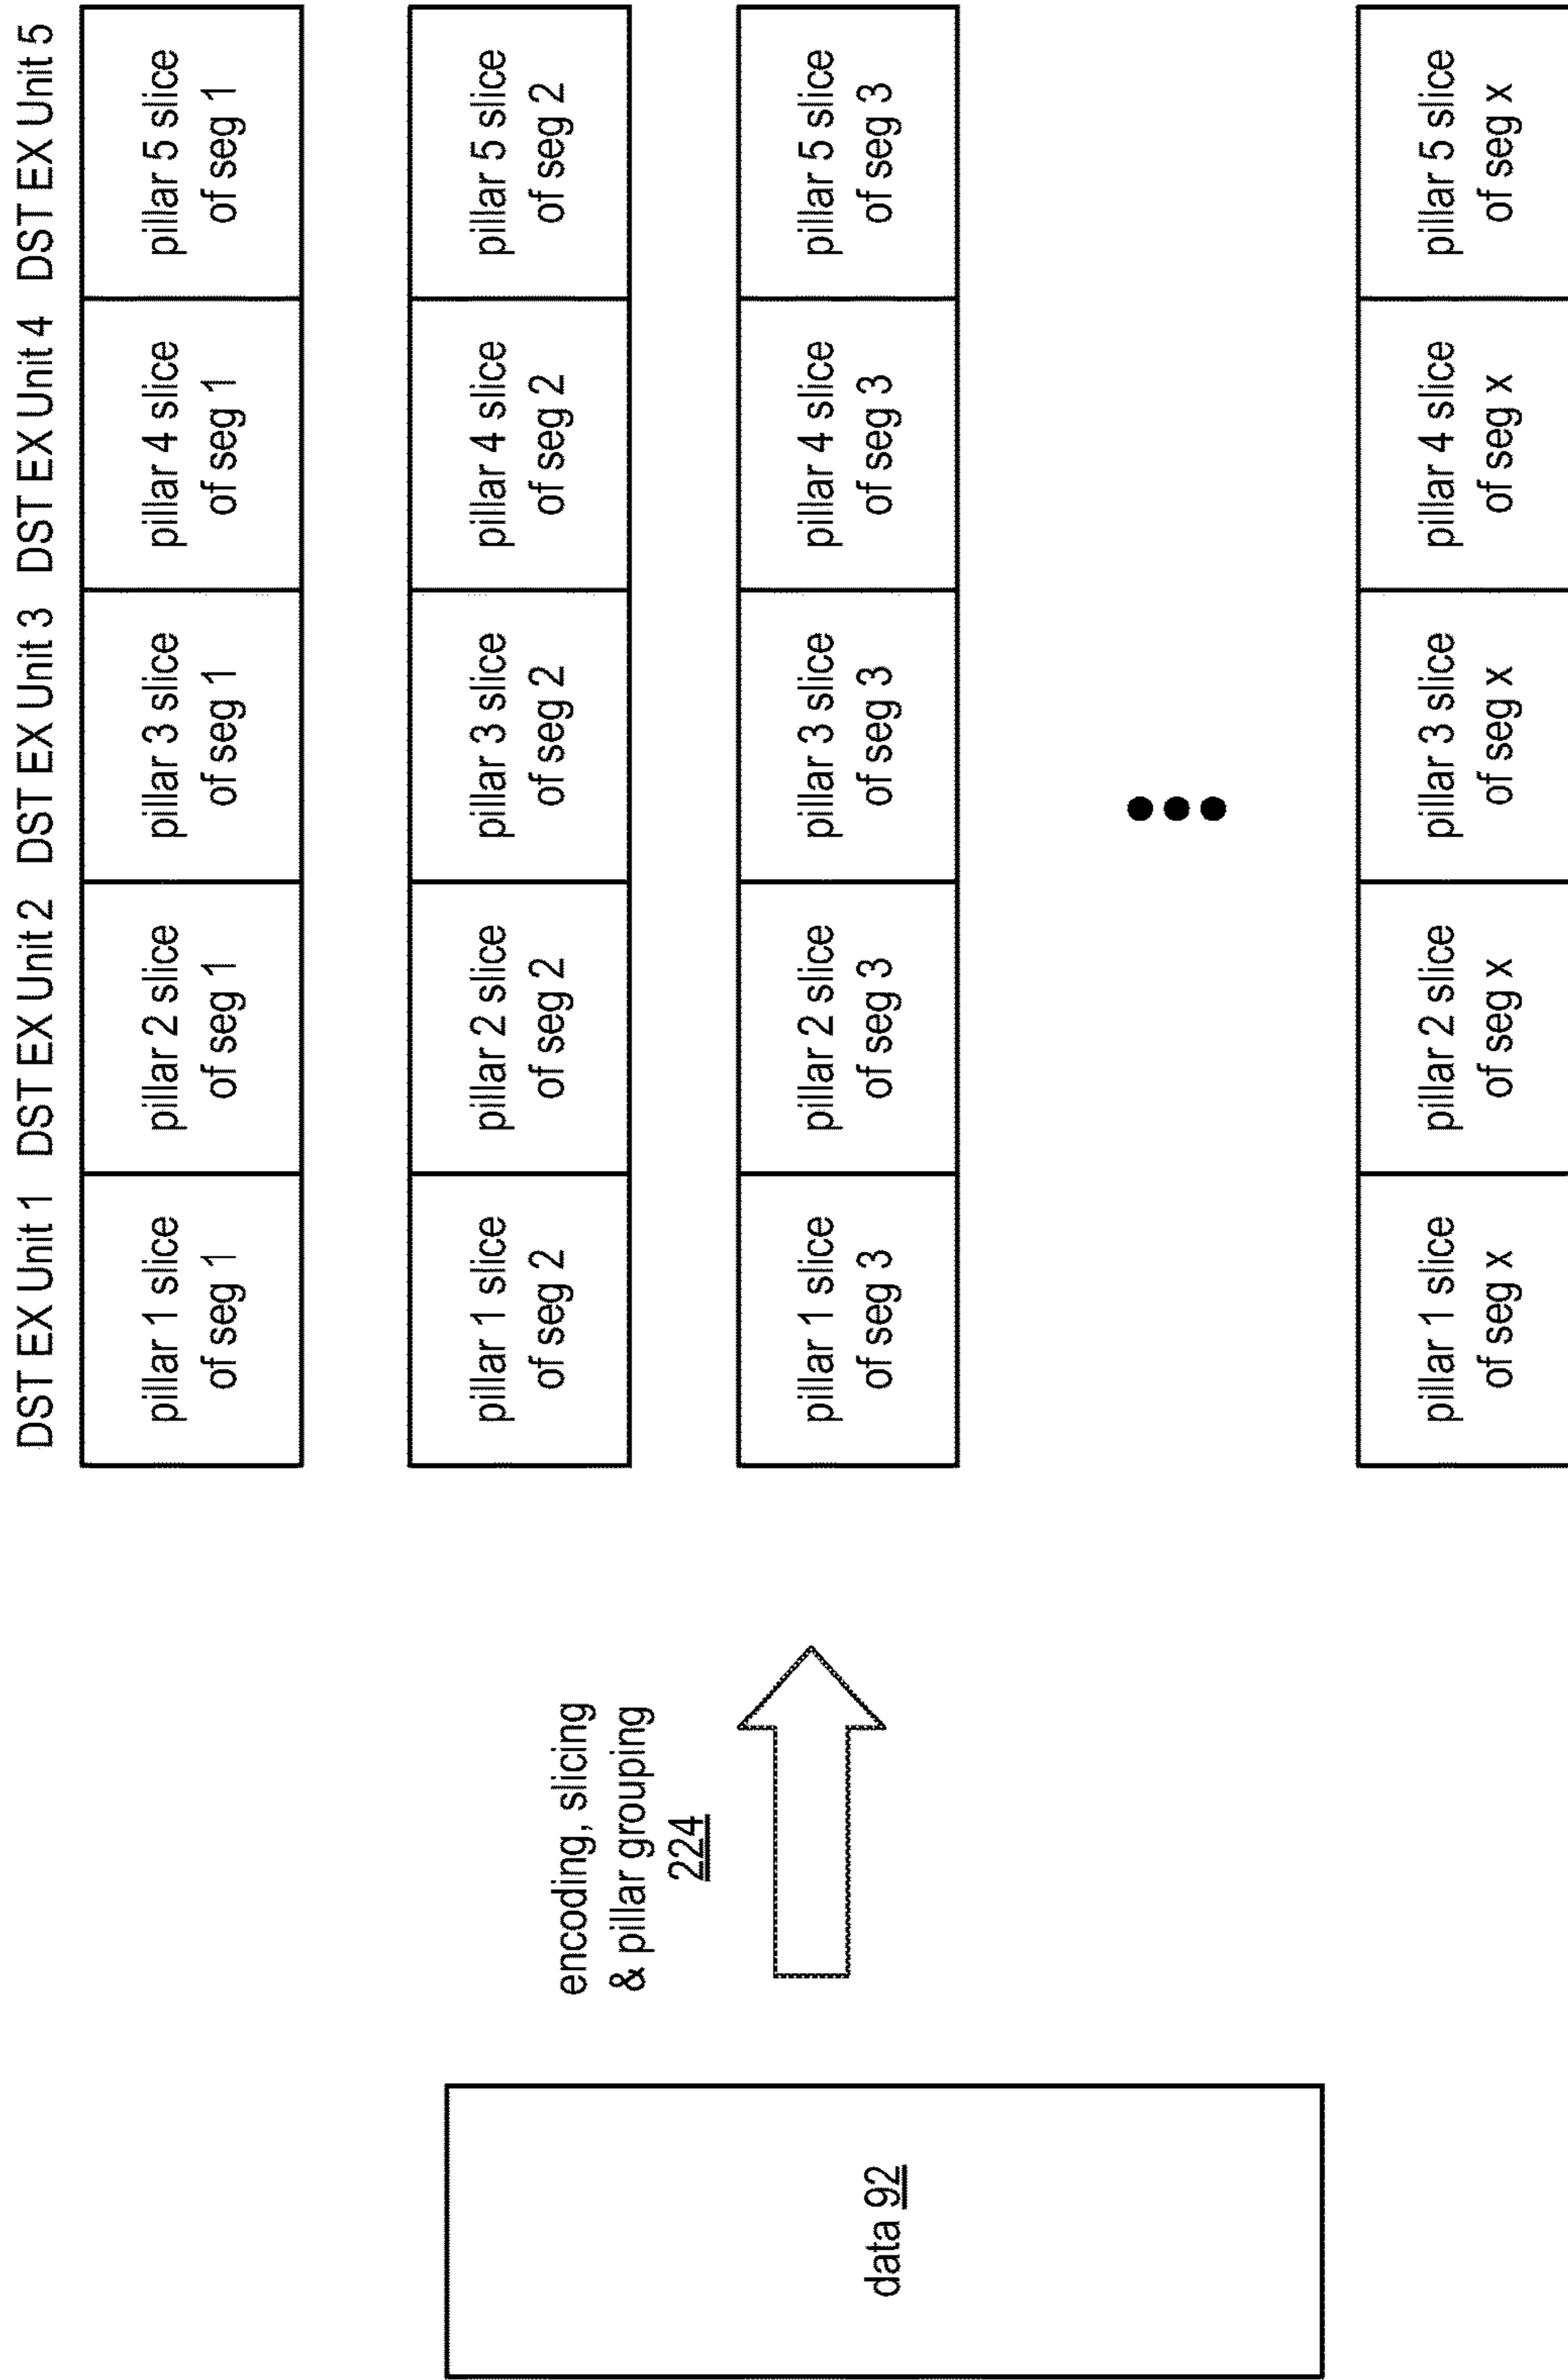 DST EX Unit 1 DST EX Unit 2 DST EX Unit 3 DST EX Unit 4 DST EX Unit 5
pillar 1 slice
of seg 1
pillar 2 slice
of seg 1
pillar 3 slice
of seg 1
pillar 4 slice
of seg 1
pillar 5 slice
of seg 1
pillar 1 slice
of seg 2
pillar 2 slice
of seg 2
pillar 3 slice
of seg 2
pillar 4 slice
of seg 2
pillar 5 slice
of seg 2
pillar 1 slice
of seg 3
pillar 2 slice
of seg 3
pillar 3 slice
of seg 3
pillar 4 slice
of seg 3
pillar 5 slice
of seg 3
pillar 1 slice
of seg x
pillar 2 slice
of seg x
pillar 3 slice
of seg x
pillar 4 slice
of seg x
pillar 5 slice
of seg x
encoding, slicing
& pillar grouping
224
data 92